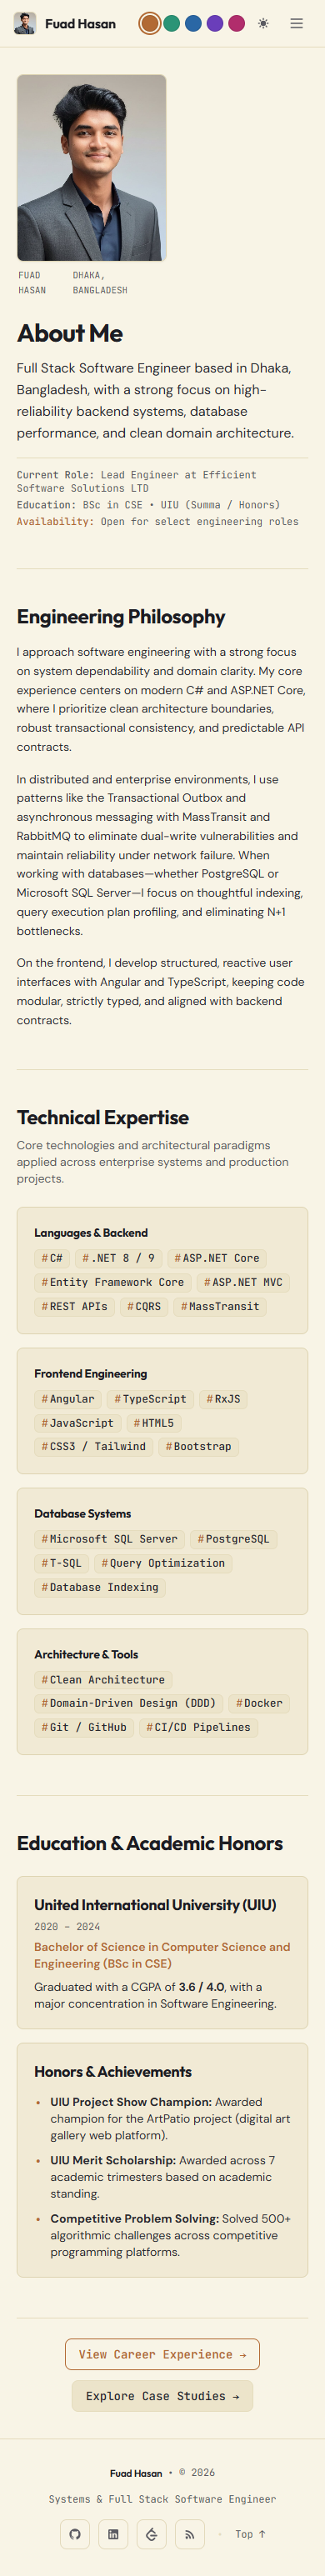 Fuad Hasan
FUAD HASAN
DHAKA, BANGLADESH
About Me
Full Stack Software Engineer based in Dhaka,
Bangladesh, with a strong focus on high-
reliability backend systems, database
performance, and clean domain architecture.
Current Role: Lead Engineer at Efficient
Software Solutions LTD
Education: BSc in CSE • UIU (Summa / Honors)
Availability: Open for select engineering roles
Engineering Philosophy
I approach software engineering with a strong focus
on system dependability and domain clarity. My core
experience centers on modern C# and ASP.NET Core,
where I prioritize clean architecture boundaries,
robust transactional consistency, and predictable API
contracts.
In distributed and enterprise environments, I use
patterns like the Transactional Outbox and
asynchronous messaging with MassTransit and
RabbitMQ to eliminate dual-write vulnerabilities and
maintain reliability under network failure. When
working with databases—whether PostgreSQL or
Microsoft SQL Server—I focus on thoughtful indexing,
query execution plan profiling, and eliminating N+1
bottlenecks.
On the frontend, I develop structured, reactive user
interfaces with Angular and TypeScript, keeping code
modular, strictly typed, and aligned with backend
contracts.
Technical Expertise
Core technologies and architectural paradigms
applied across enterprise systems and production
projects.
Languages & Backend
#C# #.NET 8 / 9 #ASP.NET Core
#Entity Framework Core #ASP.NET MVC
#REST APIs #CQRS #MassTransit
Frontend Engineering
#Angular #TypeScript #RxJS
#JavaScript #HTML5
#CSS3 / Tailwind #Bootstrap
Database Systems
#Microsoft SQL Server #PostgreSQL
#T-SQL #Query Optimization
#Database Indexing
Architecture & Tools
#Clean Architecture
#Domain-Driven Design (DDD) #Docker
#Git / GitHub #CI/CD Pipelines
Education & Academic Honors
United International University (UIU)
2020 – 2024
Bachelor of Science in Computer Science and
Engineering (BSc in CSE)
Graduated with a CGPA of 3.6 / 4.0, with a
major concentration in Software Engineering.
Honors & Achievements
• UIU Project Show Champion: Awarded
champion for the ArtPatio project (digital art
gallery web platform).
• UIU Merit Scholarship: Awarded across 7
academic trimesters based on academic
standing.
• Competitive Problem Solving: Solved 500+
algorithmic challenges across competitive
programming platforms.
View Career Experience →
Explore Case Studies →
Fuad Hasan • © 2026
Systems & Full Stack Software Engineer
· Top ↑